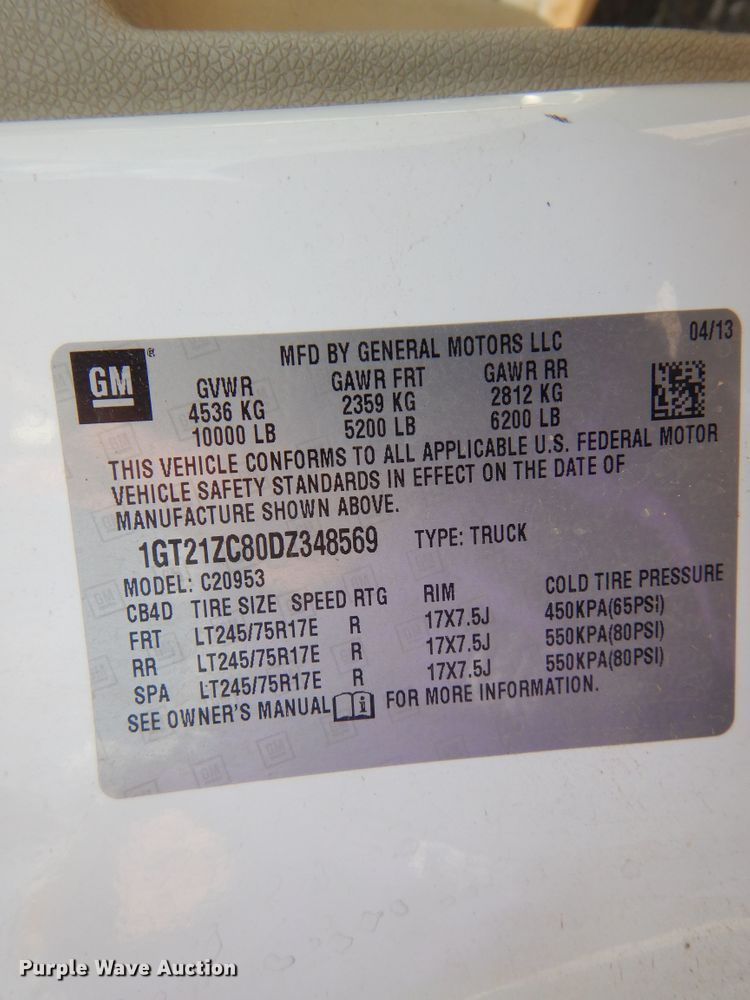 04/13
MFD BY GENERAL MOTORS LLC
GM
GVWR GAWR FRT GAWR RR
4536 KG 2359 KG 2812 KG
10000 LB 5200 LB 6200 LB
THIS VEHICLE CONFORMS TO ALL APPLICABLE U.S. FEDERAL MOTOR
VEHICLE SAFETY STANDARDS IN EFFECT ON THE DATE OF
MANUFACTURE SHOWN ABOVE.
1GT21ZC80DZ348569 TYPE: TRUCK
MODEL: C20953
CB4D TIRE SIZE SPEED RTG RIM COLD TIRE PRESSURE
FRT LT245/75R17E R 17X7.5J 450KPA(65PSI)
RR LT245/75R17E R 17X7.5J 550KPA(80PSI)
SPA LT245/75R17E R 17X7.5J 550KPA(80PSI)
SEE OWNER'S MANUAL i FOR MORE INFORMATION.
Purple Wave Auction